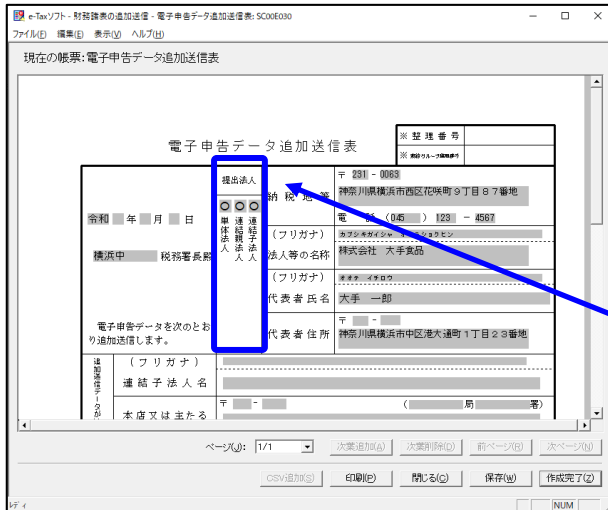 e-Taxソフト - 財務諸表の追加送信 - 電子申告データ追加送信表: SC00E030
ファイル(F) 編集(E) 表示(V) ヘルプ(H)
現在の帳票:電子申告データ追加送信表
※ 整理番号
電子申告データ追加送信表
提出法人
単体法人
連結親法人
連結子法人
令和 年 月 日
横浜中 税務署長殿
電子申告データを次のとお
り追加送信します。
納税地等
〒 231 - 0063
神奈川県横浜市西区花咲町9丁目87番地
電 話 (045 ) 123 - 4567
(フリガナ)
法人等の名称
株式会社 大手食品
(フリガナ)
オオテ イチロウ
代表者氏名
大手 一郎
代表者住所
〒 -
神奈川県横浜市中区港大通町1丁目23番地
(フリガナ)
連結子法人名
本店又は主たる
〒 -
( 局 署)
ページ(J): 1/1 次葉追加(A) 次葉削除(D) 前ページ(R) 次ページ(N)
CSV追加(S) 印刷(P) 閉じる(C) 保存(W) 作成完了(Z)
レディ
NUM